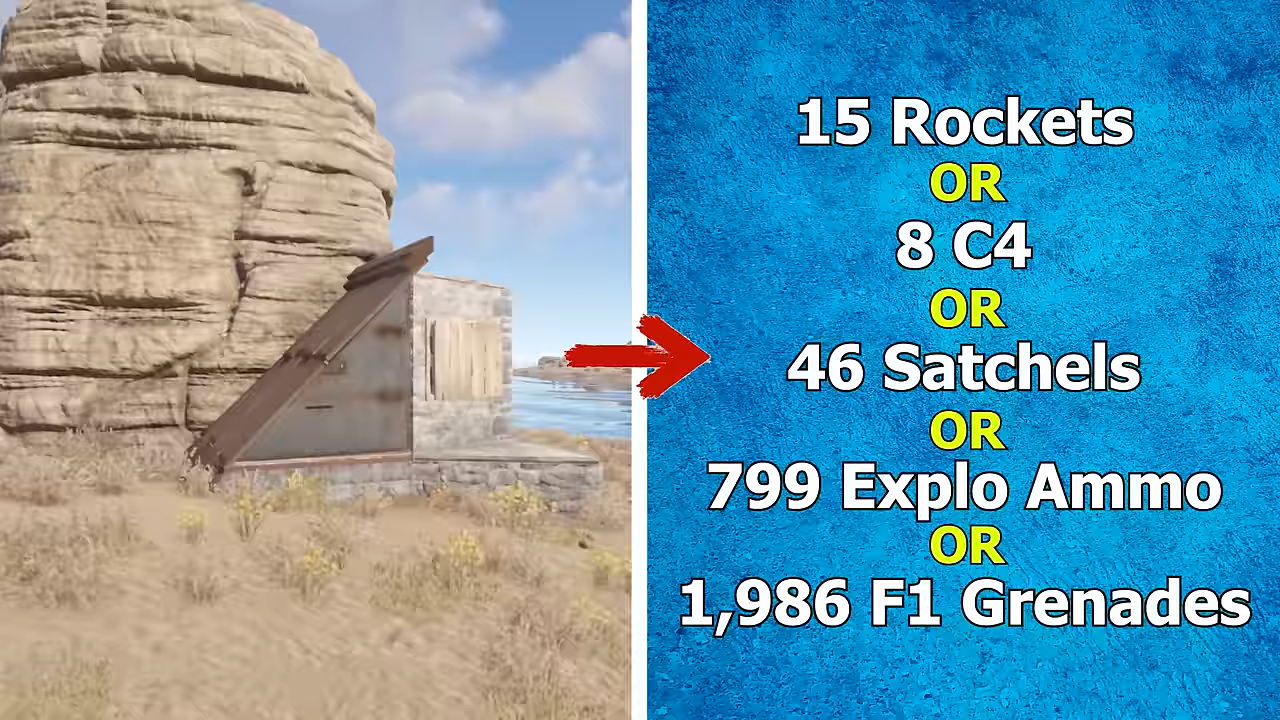 15 Rockets
OR
8 C4
OR
46 Satchels
OR
799 Explo Ammo
OR
1,986 F1 Grenades